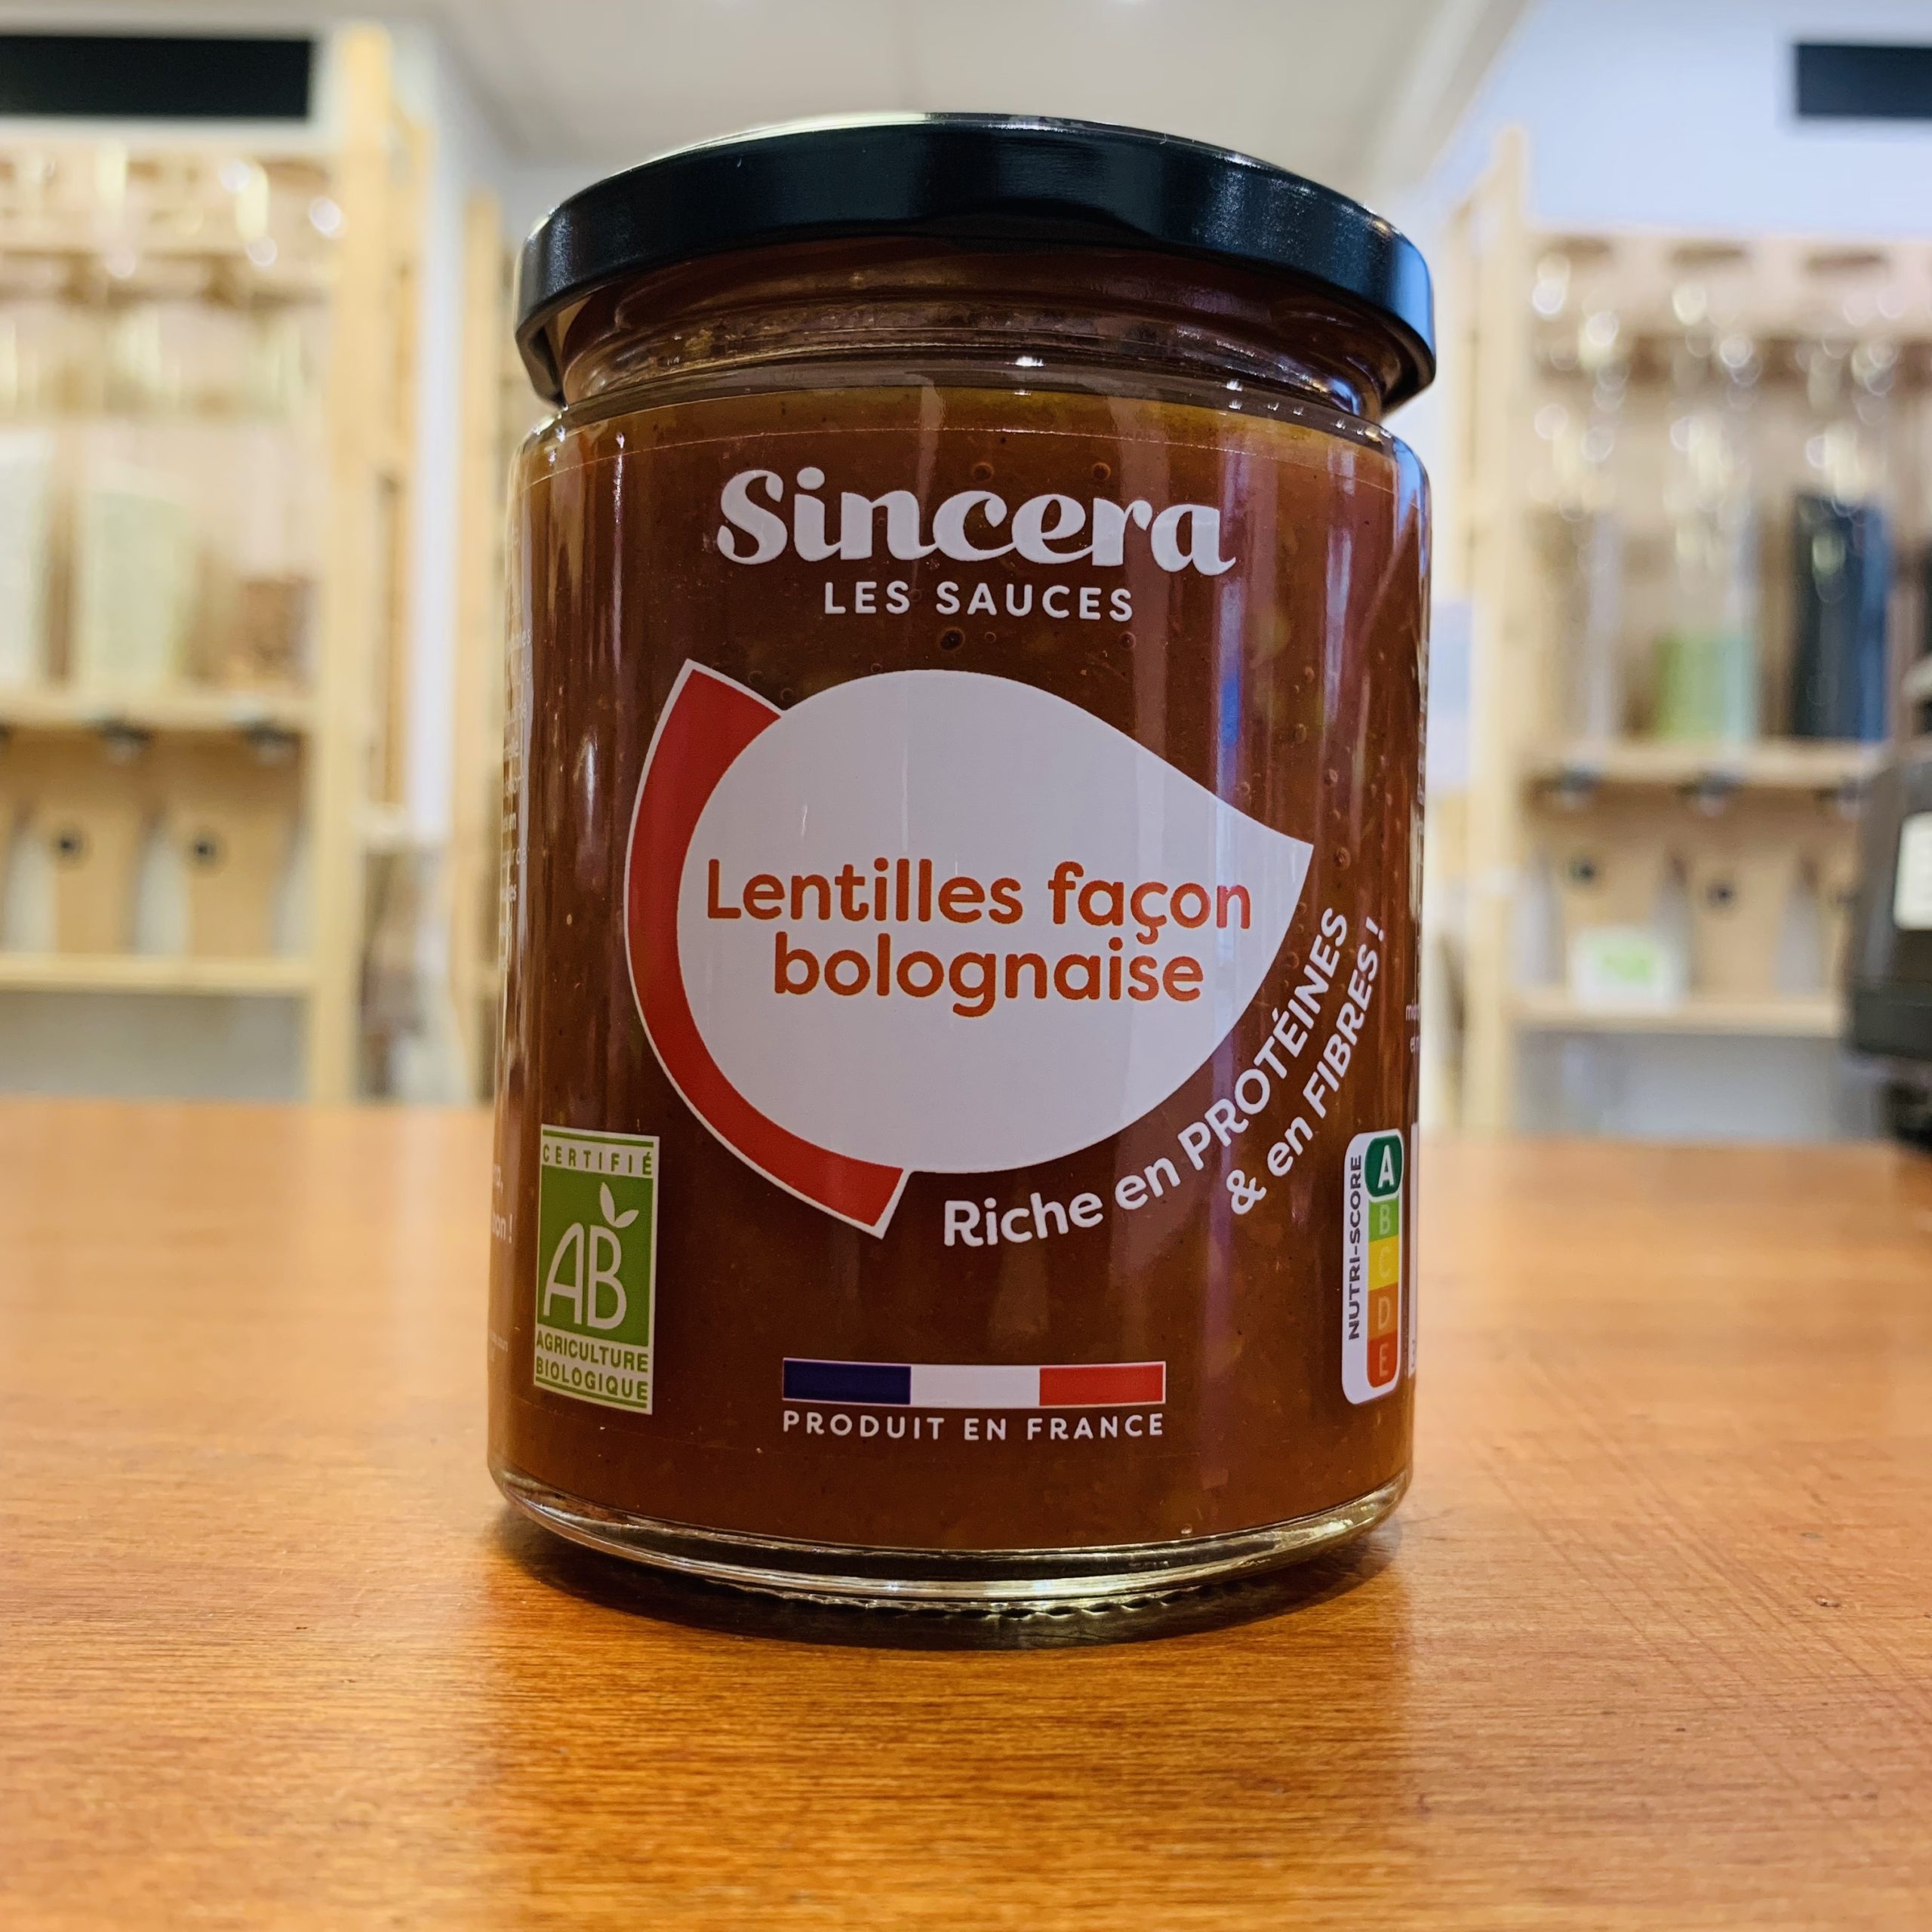 Sincera
LES SAUCES
Lentilles façon
bolognaise
Riche en PROTÉINES
& en FIBRES !
CERTIFIÉ
AB
AGRICULTURE
BIOLOGIQUE
PRODUIT EN FRANCE
NUTRI-SCORE
A
B
C
D
E